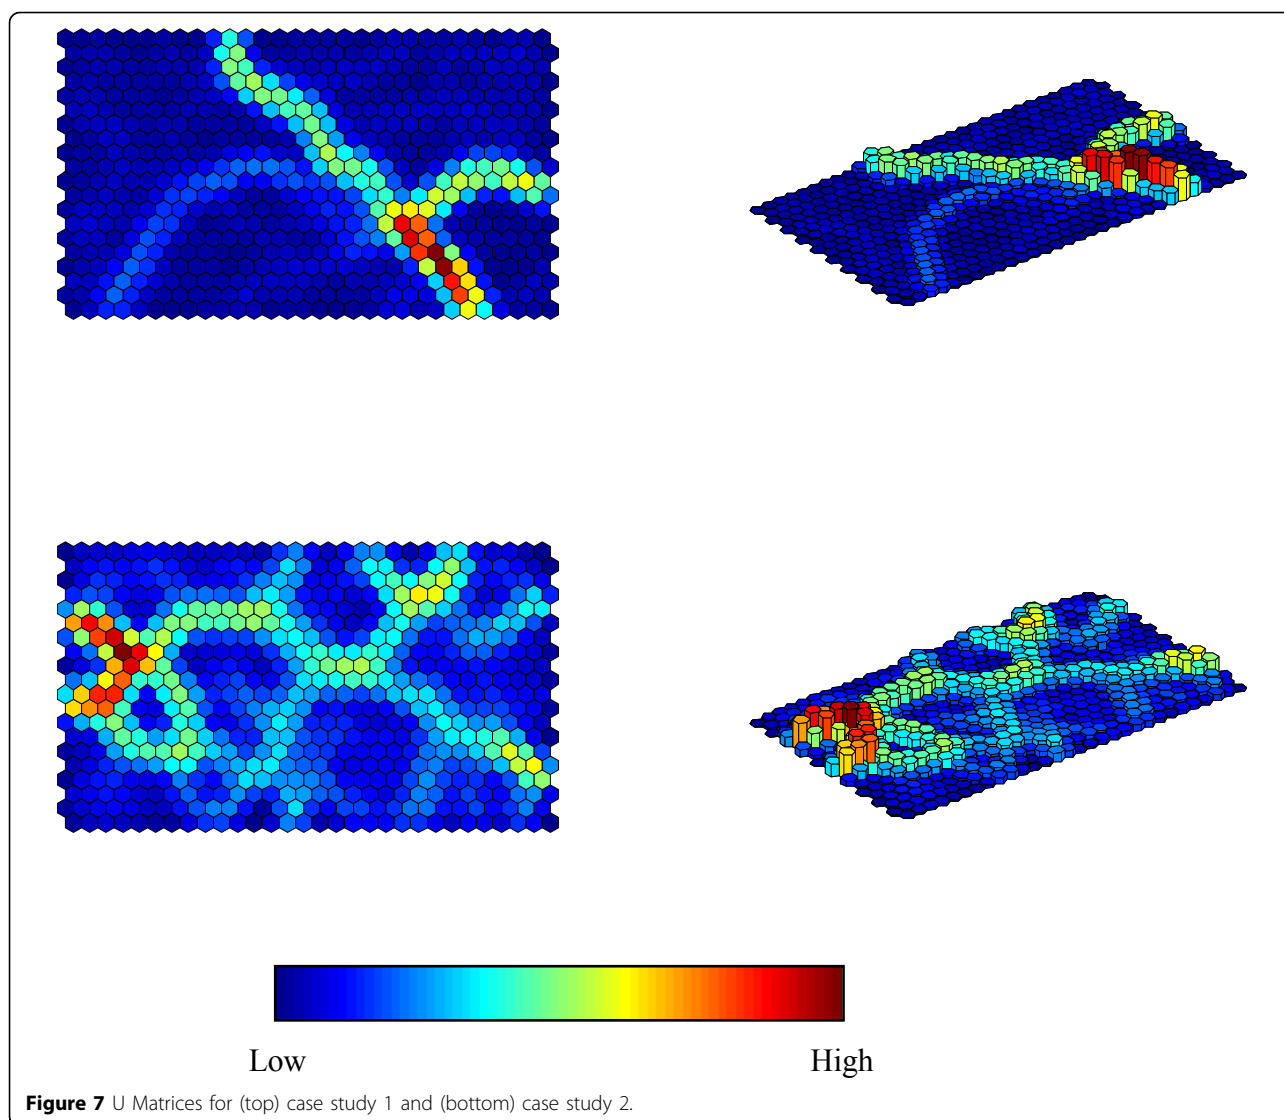 Low High
Figure 7 U Matrices for (top) case study 1 and (bottom) case study 2.